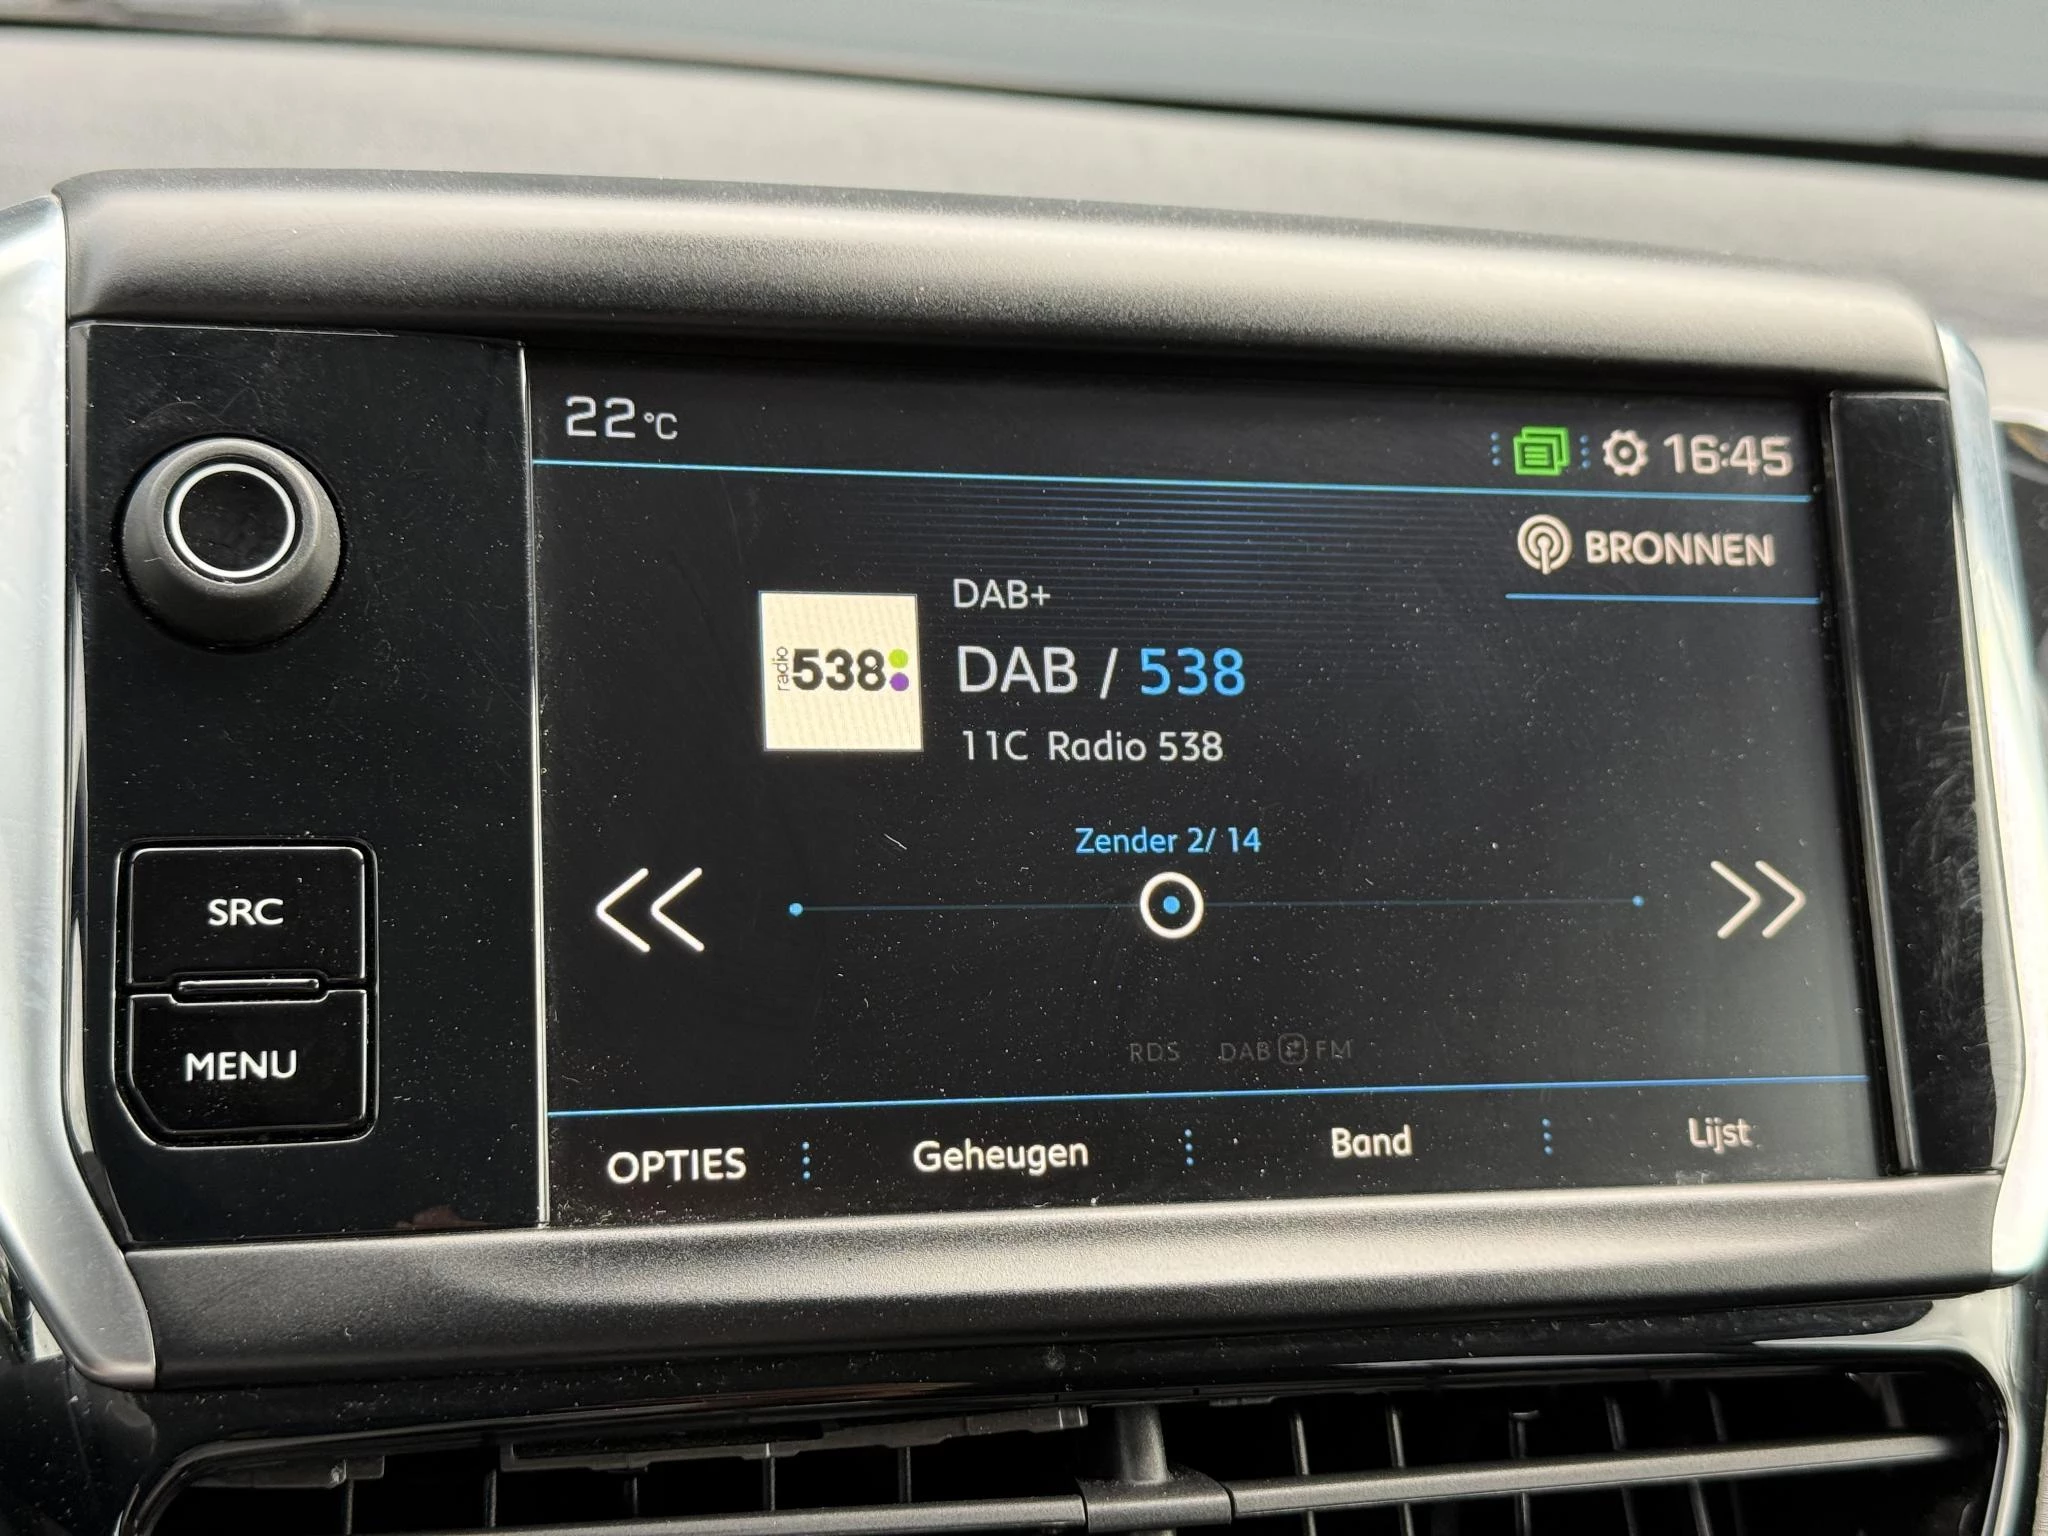 22°C
16:45
BRONNEN
DAB+
radio 538
DAB / 538
11C Radio 538
Zender 2/ 14
SRC
MENU
RDS DAB FM
OPTIES Geheugen Band Lijst